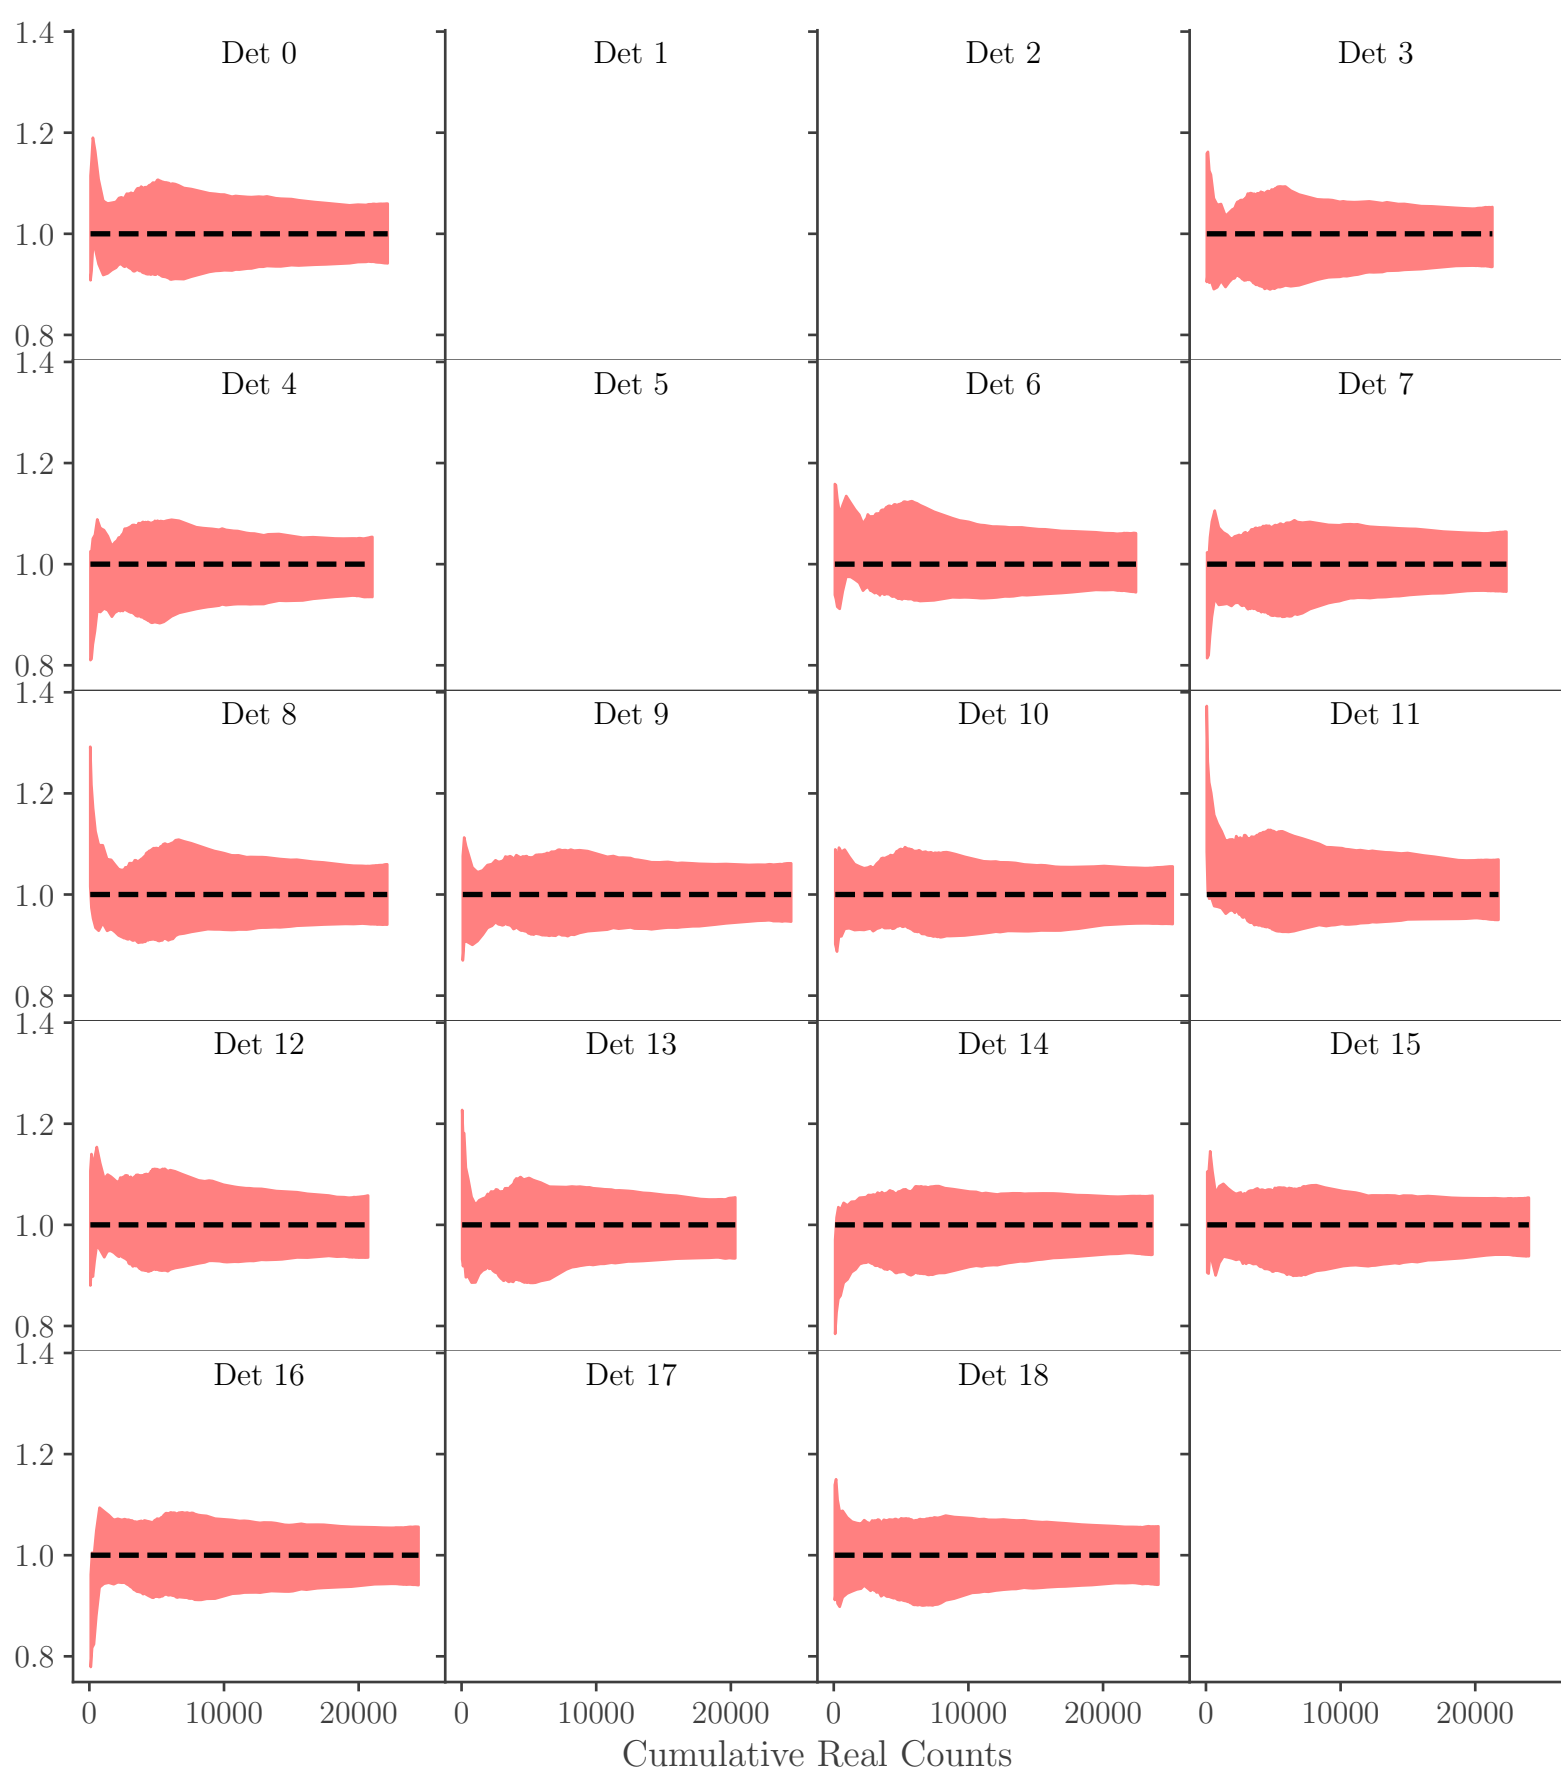 1.4
Det 0
Det 1
Det 2
Det 3
1.2
1.0
0.8
1.4
Det 4
Det 5
Det 6
Det 7
1.2
1.0
0.8
1.4
Det 8
Det 9
Det 10
Det 11
1.2
1.0
0.8
1.4
Det 12
Det 13
Det 14
Det 15
1.2
1.0
0.8
1.4
Det 16
Det 17
Det 18
1.2
1.0
0.8
0 10000 20000 0 10000 20000 0 10000 20000 0 10000 20000
Cumulative Real Counts